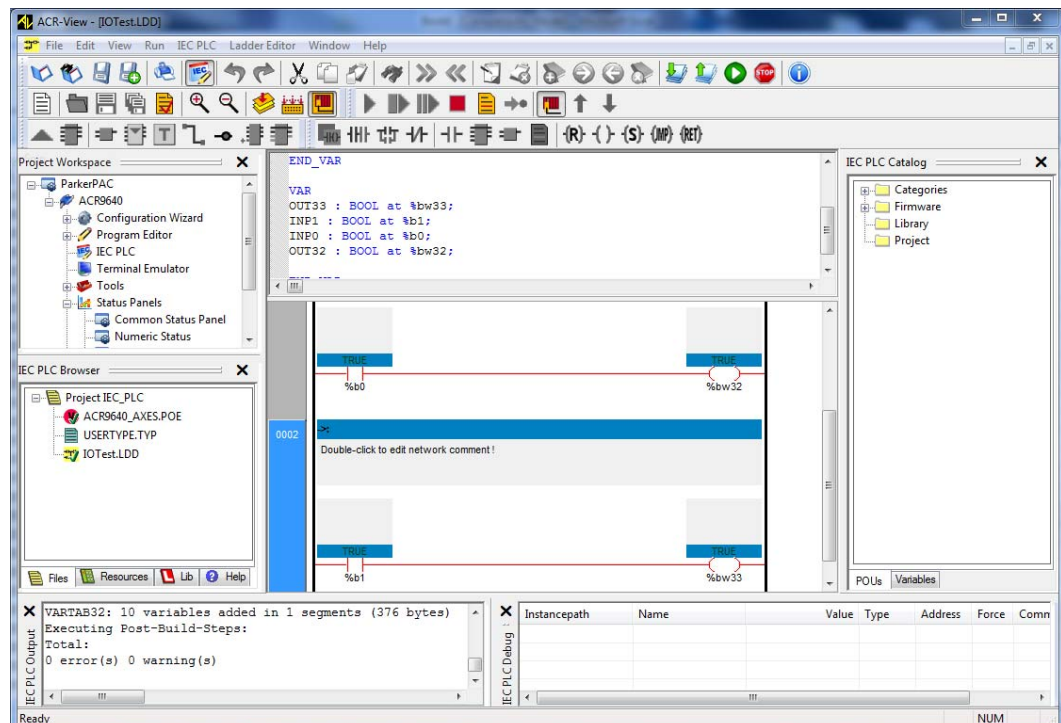 ACR-View - [IOTest.LDD]
File Edit View Run IEC PLC Ladder Editor Window Help
IEC
STOP
T
(R) ( ) (S) (JMP) (RET)
Project Workspace
ParkerPAC
ACR9640
Configuration Wizard
Program Editor
IEC PLC
Terminal Emulator
Tools
Status Panels
Common Status Panel
Numeric Status
END_VAR
VAR
OUT33 : BOOL at %bw33;
INP1 : BOOL at %b1;
INP0 : BOOL at %b0;
OUT32 : BOOL at %bw32;
IEC PLC Catalog
Categories
Firmware
Library
Project
POUs Variables
IEC PLC Browser
Project IEC_PLC
ACR9640_AXES.POE
USERTYPE.TYP
IOTest.LDD
Files Resources Lib Help
TRUE TRUE
%b0 %bw32
0002
Double-click to edit network comment !
TRUE TRUE
%b1 %bw33
IEC PLC Output
VARTAB32: 10 variables added in 1 segments (376 bytes)
Executing Post-Build-Steps:
Total:
0 error(s) 0 warning(s)
IEC PLC Debug
Instancepath Name Value Type Address Force Comm
Ready NUM